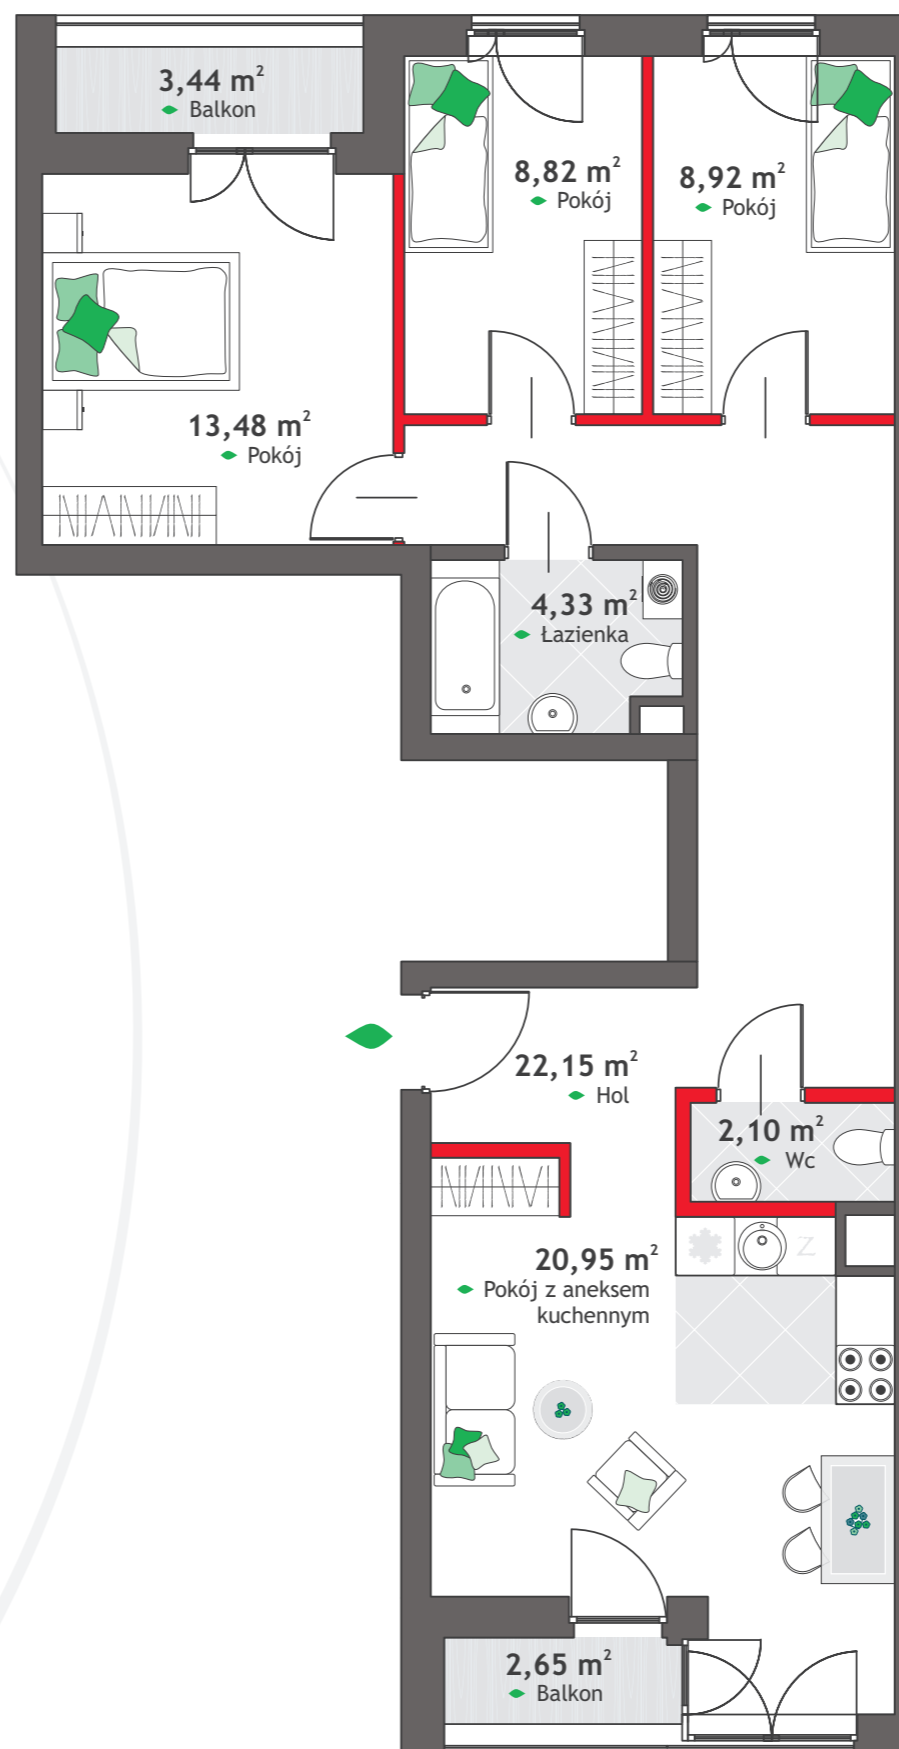 3,44 m²
Balkon
8,82 m²
Pokój
8,92 m²
Pokój
13,48 m²
Pokój
4,33 m²
Łazienka
22,15 m²
Hol
2,10 m²
Wc
20,95 m²
Pokój z aneksem
kuchennym
Z
2,65 m²
Balkon